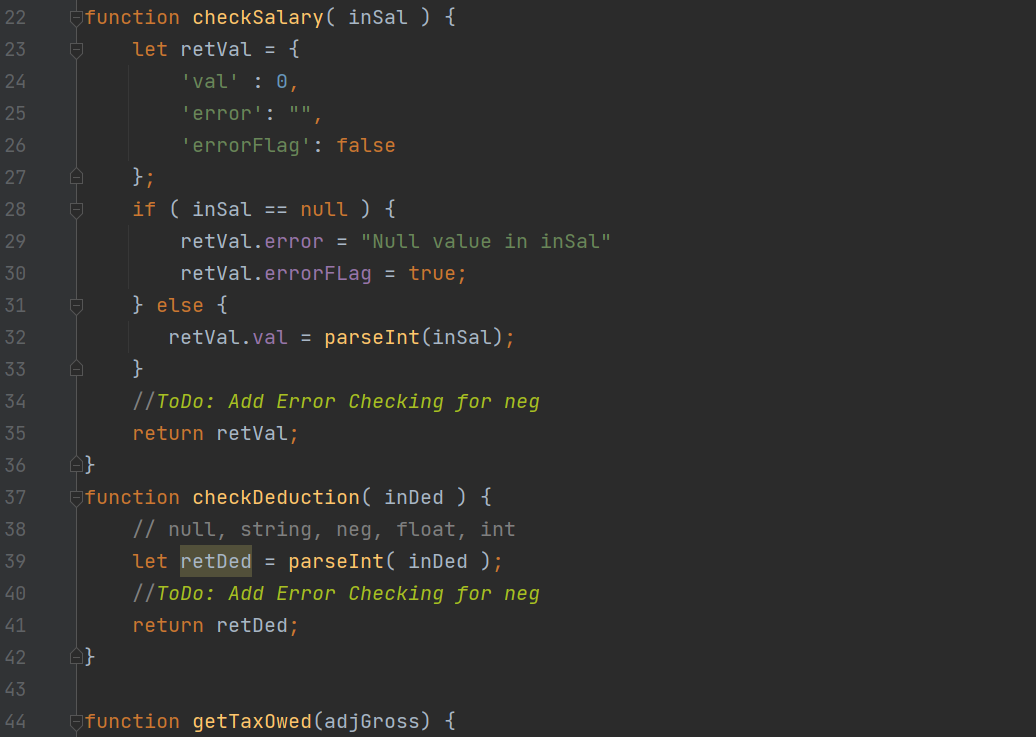 22 function checkSalary( inSal ) {
23     let retVal = {
24         'val' : 0,
25         'error': "",
26         'errorFlag': false
27     };
28     if ( inSal == null ) {
29         retVal.error = "Null value in inSal"
30         retVal.errorFLag = true;
31     } else {
32        retVal.val = parseInt(inSal);
33     }
34     //ToDo: Add Error Checking for neg
35     return retVal;
36 }
37 function checkDeduction( inDed ) {
38     // null, string, neg, float, int
39     let retDed = parseInt( inDed );
40     //ToDo: Add Error Checking for neg
41     return retDed;
42 }
43
44 function getTaxOwed(adjGross) {